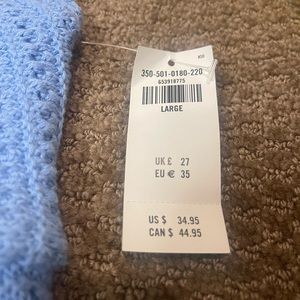 350-501-0180-220
653918775
LARGE
UK £ 27
EU € 35
US $ 34.95
CAN $ 44.95